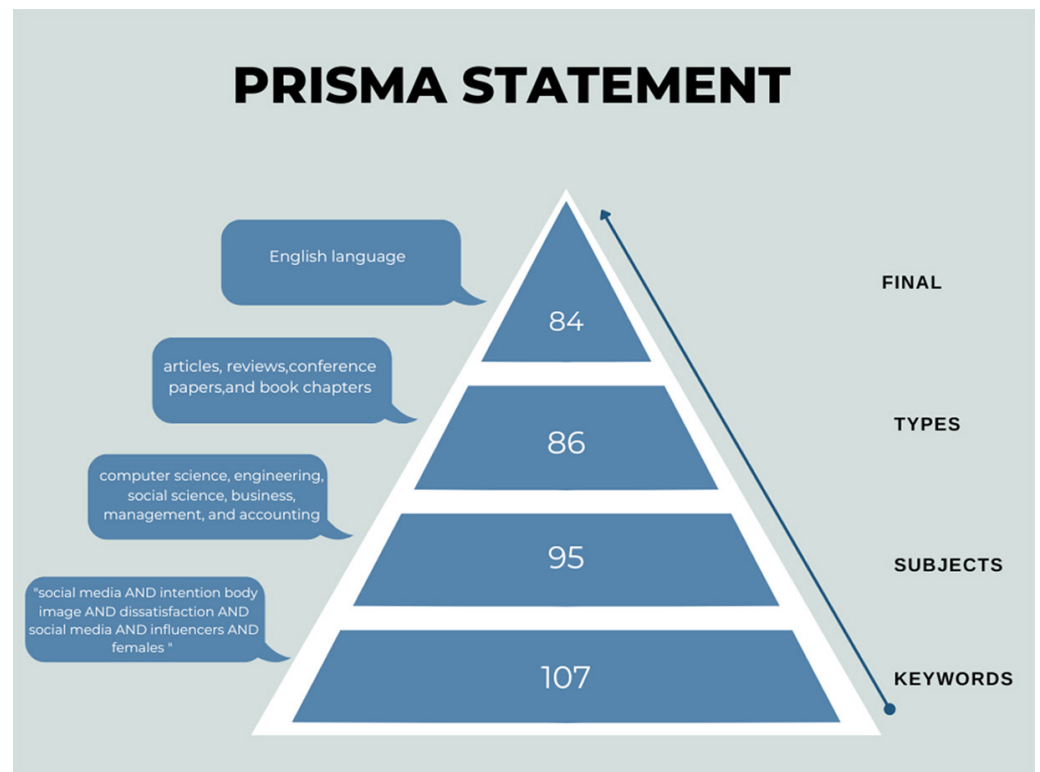 PRISMA STATEMENT
English language
84
FINAL
articles, reviews,conference
papers,and book chapters
86
TYPES
computer science, engineering,
social science, business,
management, and accounting
95
SUBJECTS
"social media AND intention body
image AND dissatisfaction AND
social media AND influencers AND
females "
107
KEYWORDS